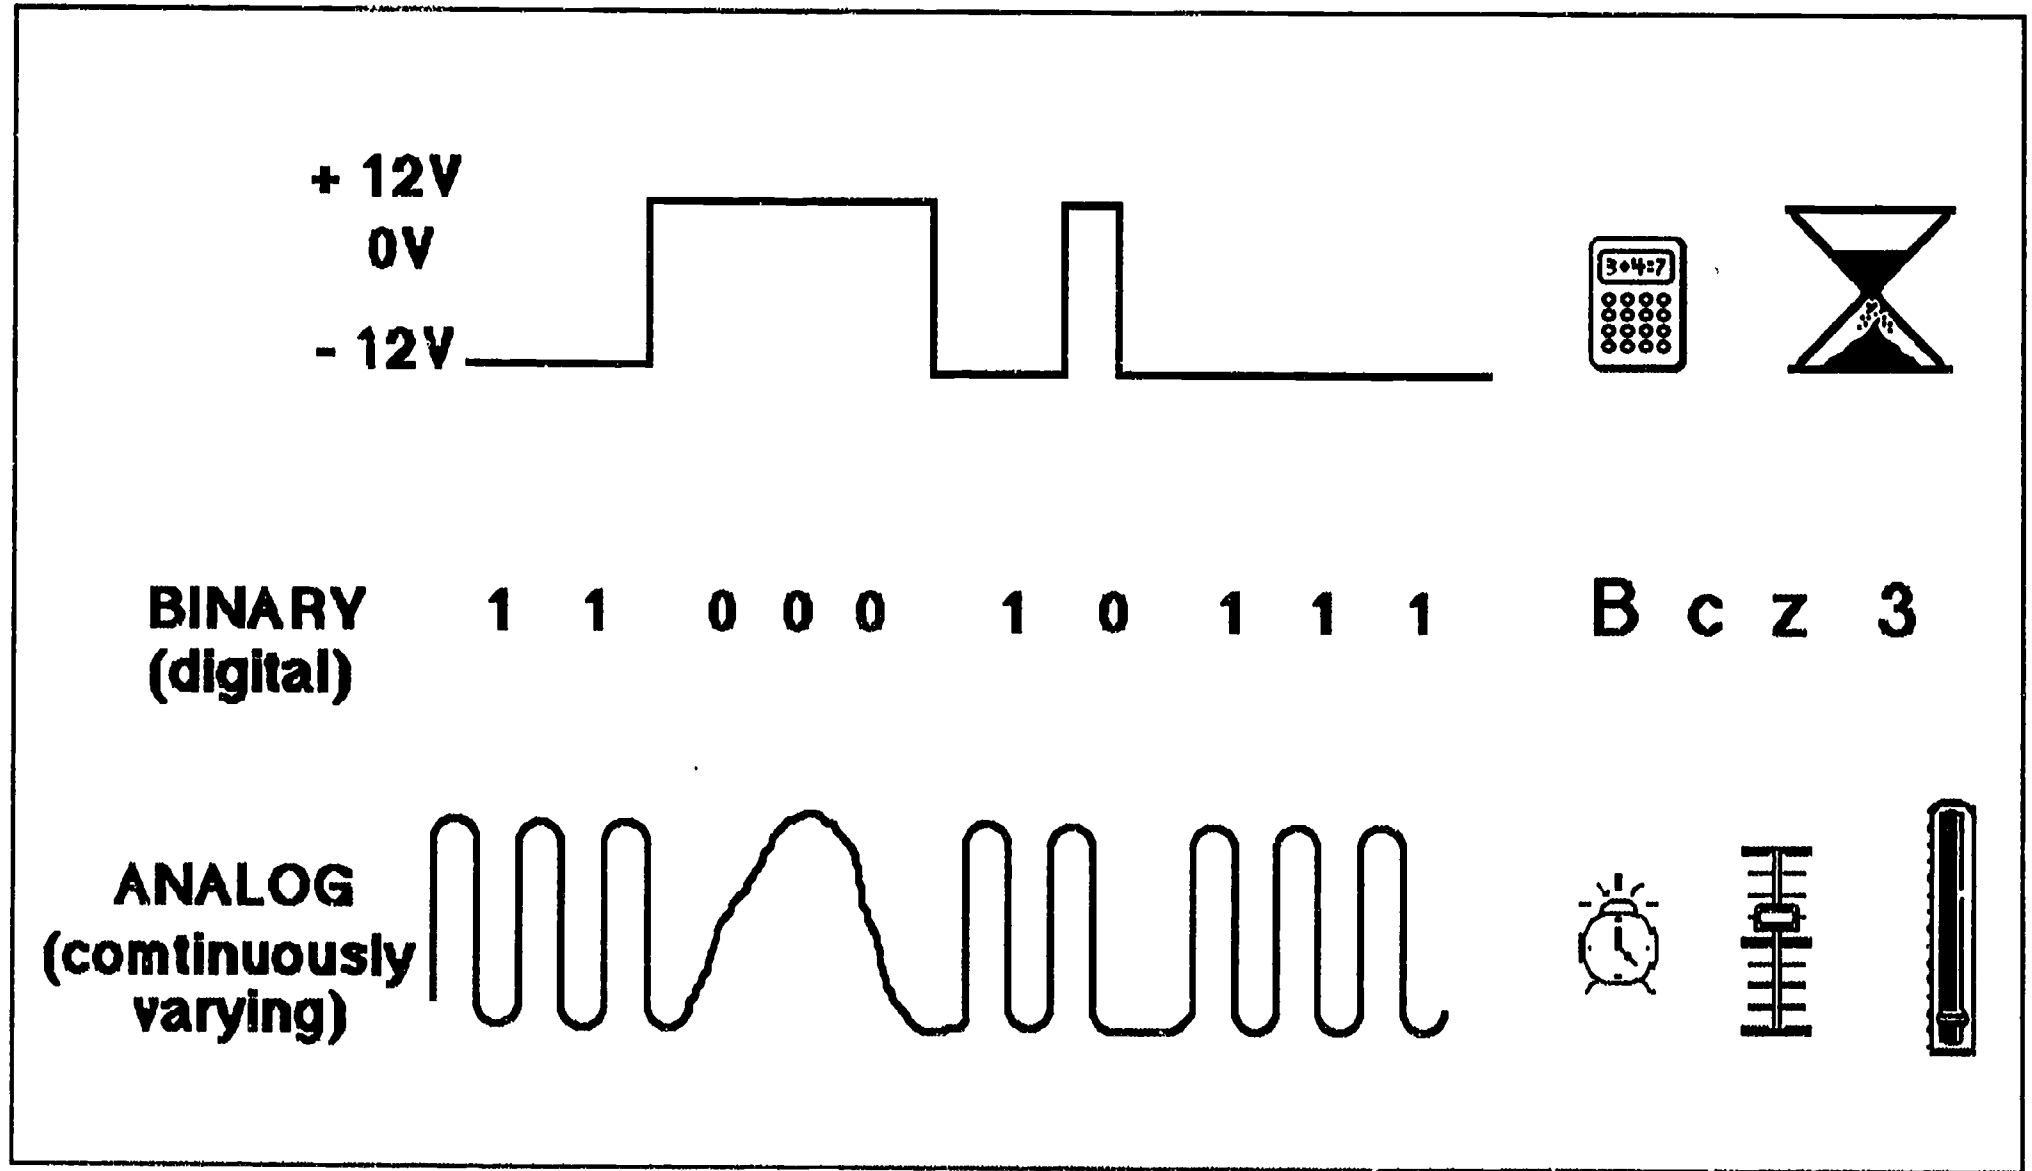 + 12V
0V
- 12V
3+4=7
BINARY 1 1 0 0 0 1 0 1 1 1 B c z 3
(digital)
ANALOG
(comtinuously
varying)